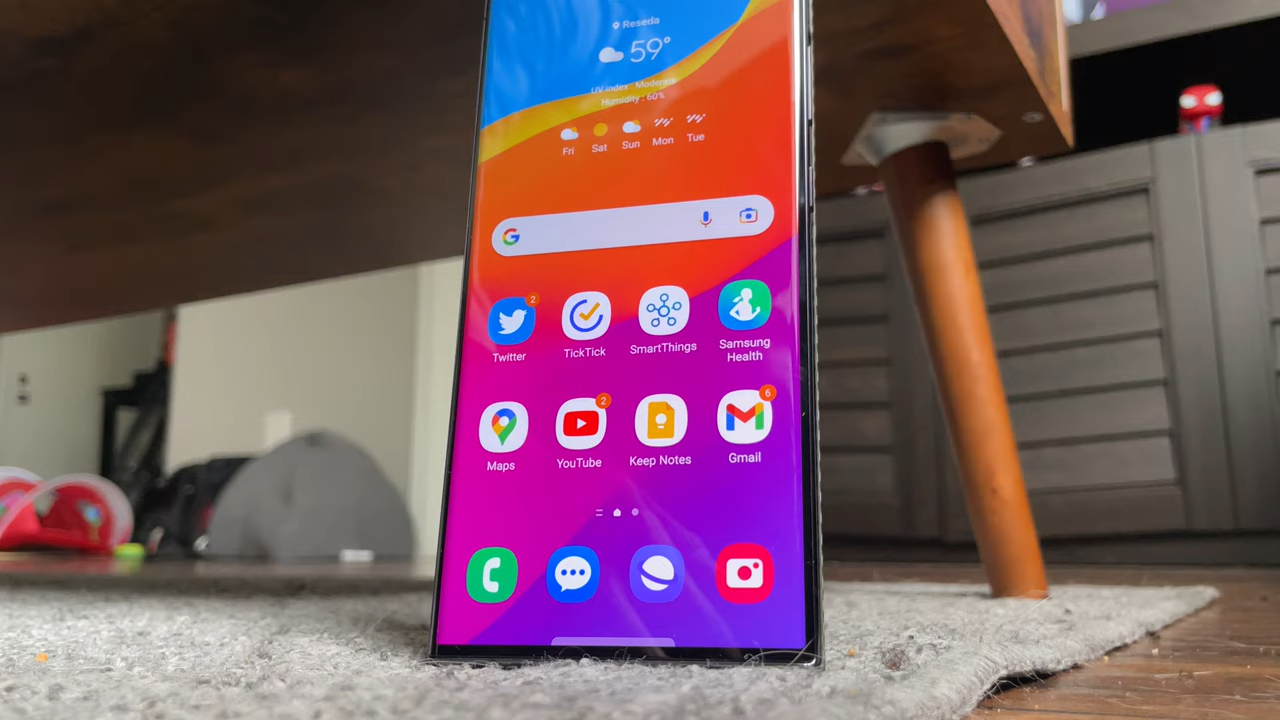 Reseda
59°
UV index : Moderate
Humidity : 60%
Fri Sat Sun Mon Tue
G
2
Twitter TickTick SmartThings Samsung Health
2 6
Maps YouTube Keep Notes Gmail